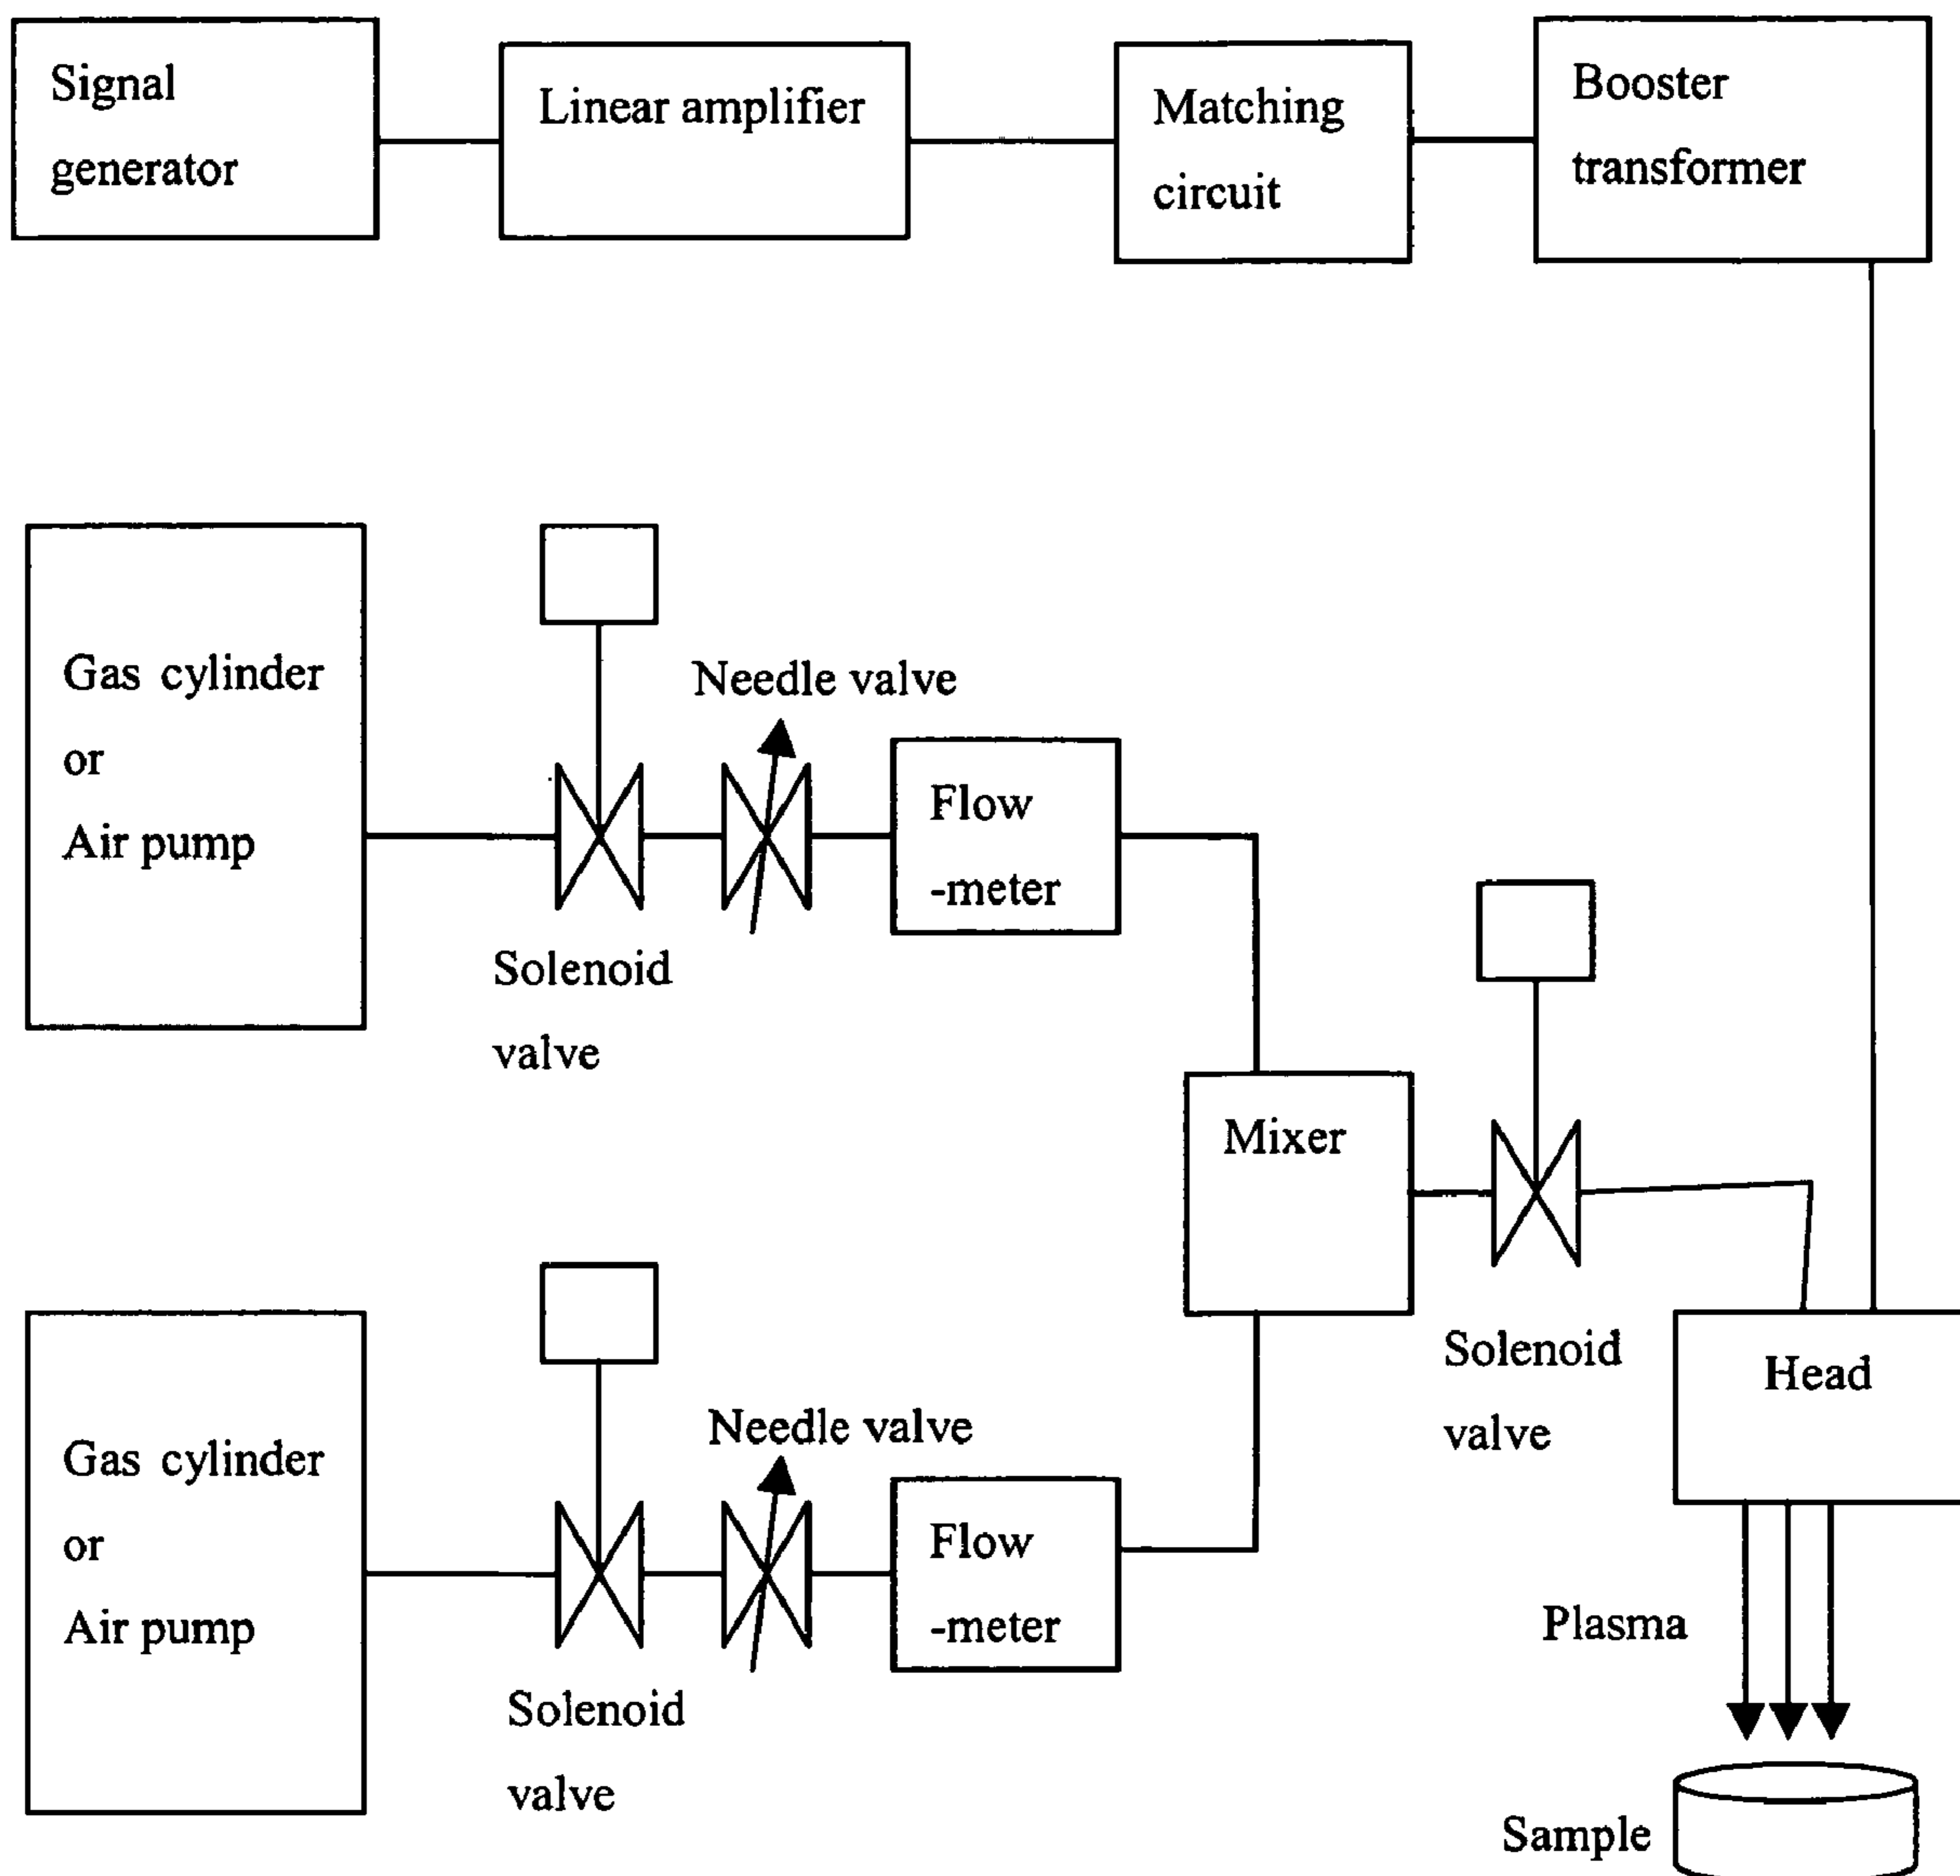 Signal
generator
Linear amplifier
Matching
circuit
Booster
transformer
Gas cylinder
or
Air pump
Needle valve
Solenoid
valve
Flow
-meter
Mixer
Solenoid
valve
Head
Gas cylinder
or
Air pump
Needle valve
Solenoid
valve
Flow
-meter
Plasma
Sample